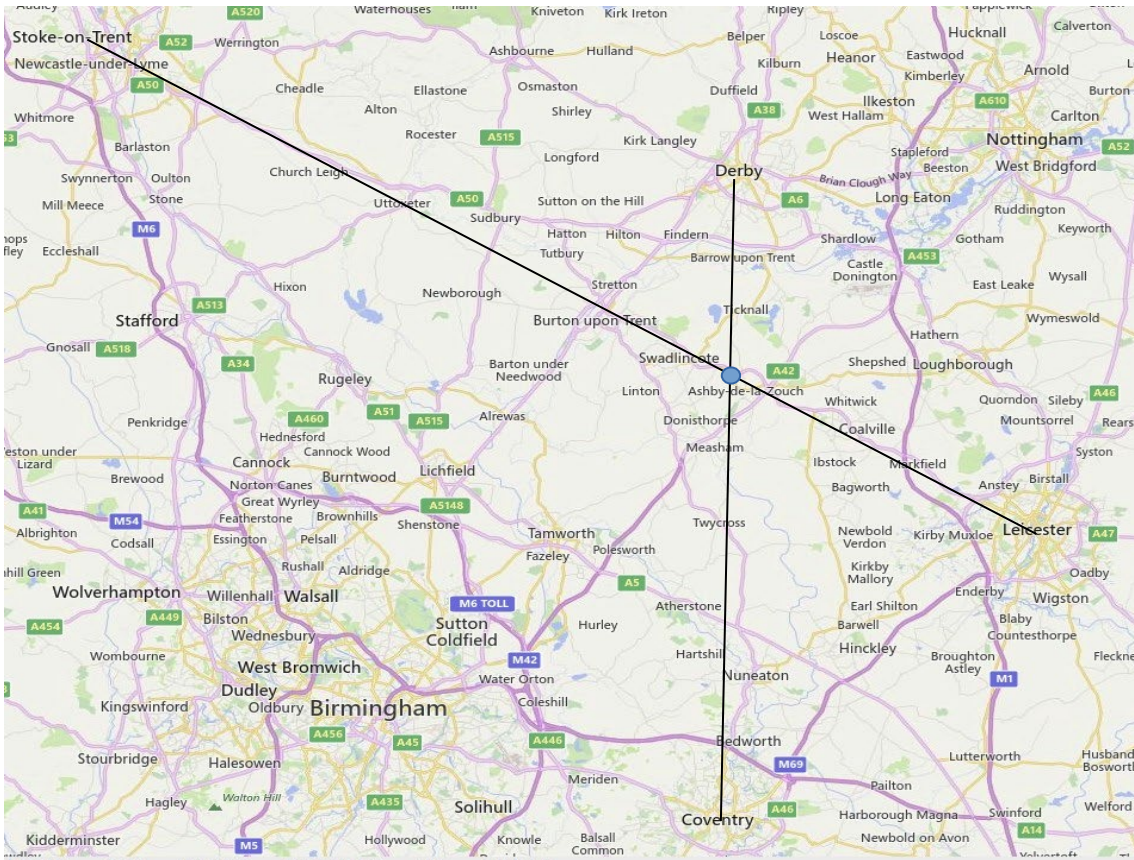 Audley
A520
Waterhouses
Kniveton
Kirk Ireton
Ripley
Papplewick
Calverton
Stoke-on-Trent
A52
Werrington
Ashbourne
Hulland
Belper
Loscoe
Hucknall
Newcastle-under-Lyme
A50
Cheadle
Ellastone
Osmaston
Kilburn
Heanor
Eastwood
Kimberley
Arnold
Whitmore
Alton
Shirley
Duffield
A38
West Hallam
Ilkeston
A610
Burton
Carlton
53
Barlaston
Rocester
A515
Kirk Langley
Nottingham
A52
Swynnerton
Oulton
Church Leigh
Longford
Derby
Stapleford
Beeston
West Bridgford
Mill Meece
Stone
Uttoxeter
A50
Sutton on the Hill
A6
Brian Clough Way
Long Eaton
Ruddington
M6
Sudbury
Hatton
Hilton
Findern
Shardlow
Gotham
Keyworth
Eccleshall
Tutbury
Barrow upon Trent
Castle
Donington
A453
Hixon
Newborough
Stretton
East Leake
Wysall
A513
Stafford
Burton upon Trent
Ticknall
Hathern
Wymeswold
Gnosall
A518
A34
Rugeley
Barton under
Needwood
Swadlincote
A42
Shepshed
Loughborough
Linton
Ashby-de-la-Zouch
Whitwick
Quorndon
Sileby
A46
Penkridge
A460
A51
A515
Alrewas
Donisthorpe
Coalville
Mountsorrel
Rears
Hednesford
Cannock Wood
Measham
Markfield
Syston
Weston under
Lizard
Brewood
Cannock
Burntwood
Lichfield
Ibstock
Anstey
Birstall
Norton Canes
Bagworth
A41
M54
Great Wyrley
Brownhills
A5148
Albrighton
Featherstone
Shenstone
Tamworth
Twycross
Newbold
Verdon
Kirby Muxloe
Leicester
A47
Codsall
Essington
Pelsall
Fazeley
Polesworth
Rushall
Aldridge
A5
Kirkby
Mallory
Oadby
Wolverhampton
Willenhall
Walsall
M6 TOLL
Atherstone
Earl Shilton
Enderby
Wigston
A454
A449
Bilston
Wednesbury
Sutton
Coldfield
Hurley
Barwell
Blaby
Countesthorpe
Wombourne
West Bromwich
M42
Hartshill
Hinckley
Broughton
Astley
Fleckne
Dudley
Water Orton
Nuneaton
M1
Kingswinford
Oldbury
Birmingham
Coleshill
A456
A45
A446
Bedworth
Stourbridge
Halesowen
M69
Lutterworth
Husband
Bosworth
Meriden
Pailton
Hagley
Walton Hill
A435
Solihull
Coventry
A46
Harborough Magna
Swinford
Welford
Kidderminster
M5
Hollywood
Knowle
Balsall
Common
Newbold on Avon
A14